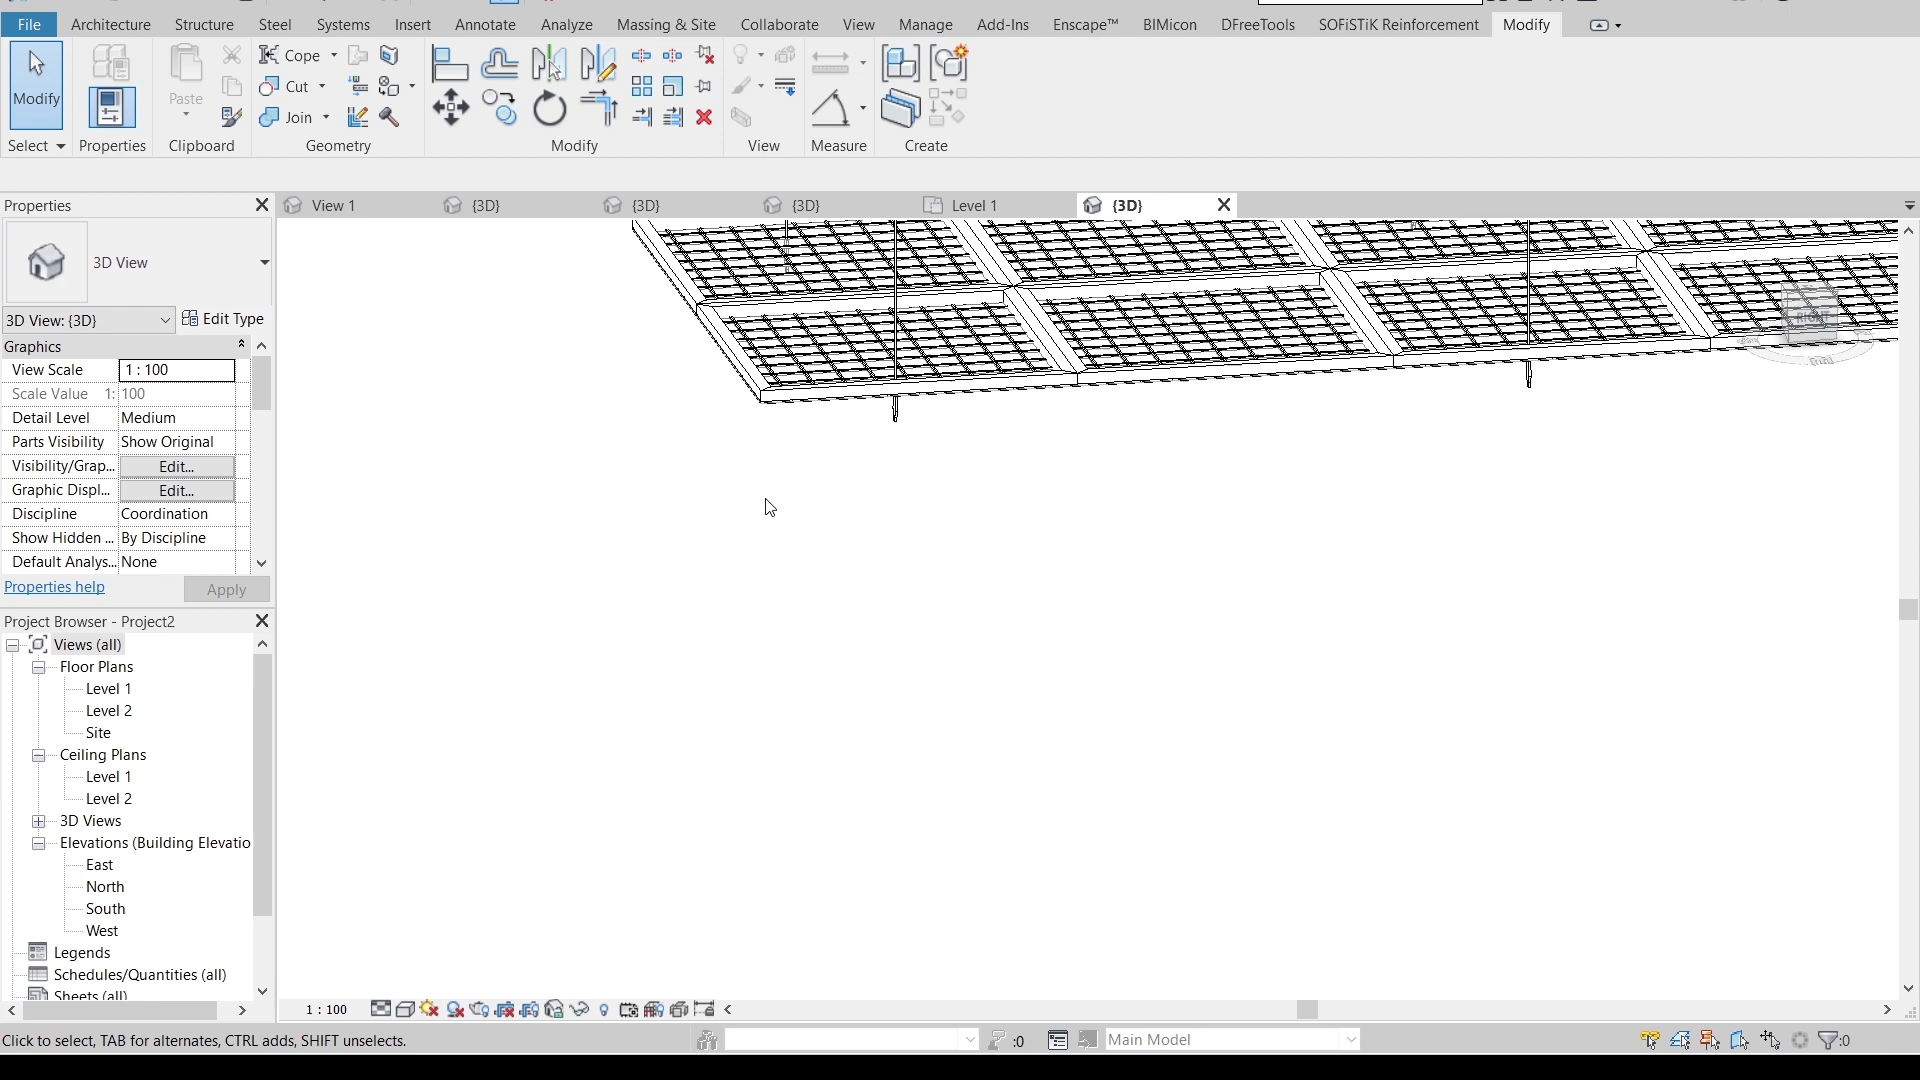 File Architecture Structure Steel Systems Insert Annotate Analyze Massing & Site Collaborate View Manage Add-Ins Enscape™ BIMicon DFreeTools SOFiSTiK Reinforcement Modify
Modify Paste Cope
Cut
Join
Select Properties Clipboard Geometry Modify View Measure Create
Properties
View 1 {3D} {3D} {3D} Level 1 {3D}
3D View
3D View: {3D} Edit Type
Graphics
View Scale 1 : 100
Scale Value 1: 100
Detail Level Medium
Parts Visibility Show Original
Visibility/Grap... Edit...
Graphic Displ... Edit...
Discipline Coordination
Show Hidden ... By Discipline
Default Analys... None
Properties help Apply
RIGHT
Project Browser - Project2
Views (all)
Floor Plans
Level 1
Level 2
Site
Ceiling Plans
Level 1
Level 2
3D Views
Elevations (Building Elevatio
East
North
South
West
Legends
Schedules/Quantities (all)
Sheets (all)
1 : 100
Click to select, TAB for alternates, CTRL adds, SHIFT unselects. :0 Main Model :0